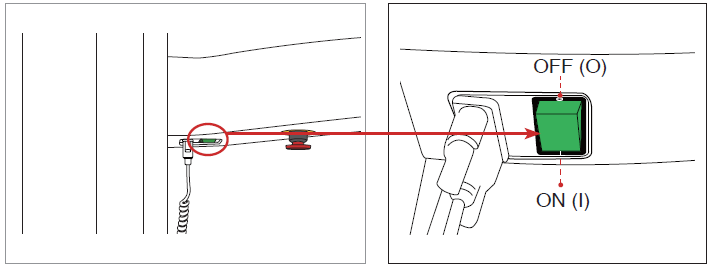 OFF (O)
ON (I)